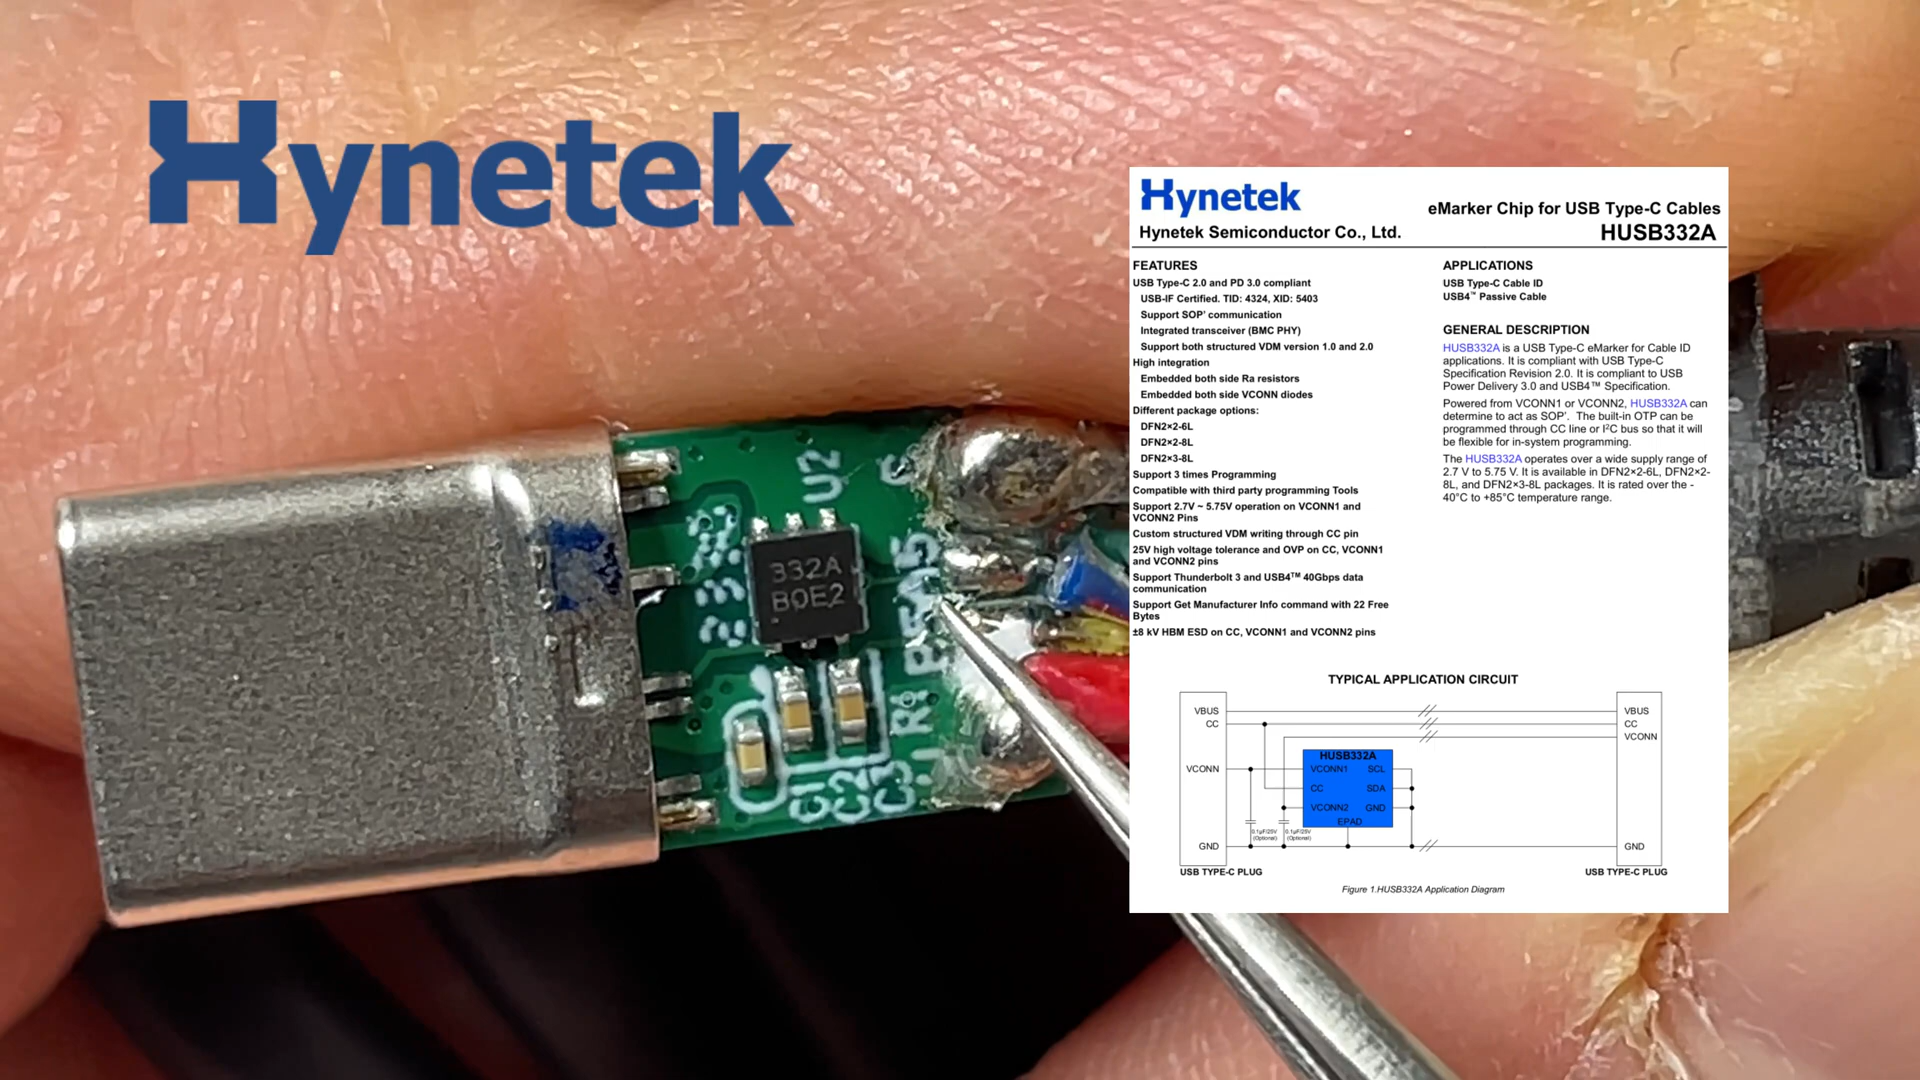 Hynetek
U2
332A
B0E2
C1
C2
C3
Hynetek
Hynetek Semiconductor Co., Ltd.
eMarker Chip for USB Type-C Cables
HUSB332A
FEATURES
USB Type-C 2.0 and PD 3.0 compliant
USB-IF Certified. TID: 4324, XID: 5403
Support SOP' communication
Integrated transceiver (BMC PHY)
Support both structured VDM version 1.0 and 2.0
High integration
Embedded both side Ra resistors
Embedded both side VCONN diodes
Different package options:
DFN2×2-6L
DFN2×2-8L
DFN2×3-8L
Support 3 times Programming
Compatible with third party programming Tools
Support 2.7V ~ 5.75V operation on VCONN1 and
VCONN2 Pins
Custom structured VDM writing through CC pin
25V high voltage tolerance and OVP on CC, VCONN1
and VCONN2 pins
Support Thunderbolt 3 and USB4™ 40Gbps data
communication
Support Get Manufacturer Info command with 22 Free
Bytes
±8 kV HBM ESD on CC, VCONN1 and VCONN2 pins
APPLICATIONS
USB Type-C Cable ID
USB4™ Passive Cable
GENERAL DESCRIPTION
HUSB332A is a USB Type-C eMarker for Cable ID
applications. It is compliant with USB Type-C
Specification Revision 2.0. It is compliant to USB
Power Delivery 3.0 and USB4™ Specification.
Powered from VCONN1 or VCONN2, HUSB332A can
determine to act as SOP'. The built-in OTP can be
programmed through CC line or I²C bus so that it will
be flexible for in-system programming.
The HUSB332A operates over a wide supply range of
2.7 V to 5.75 V. It is available in DFN2×2-6L, DFN2×2-
8L, and DFN2×3-8L packages. It is rated over the -
40°C to +85°C temperature range.
TYPICAL APPLICATION CIRCUIT
VBUS
CC
VCONN
GND
HUSB332A
VCONN1 SCL
CC SDA
VCONN2 GND
EPAD
0.1μF/25V
(Optional)
0.1μF/25V
(Optional)
VBUS
CC
VCONN
GND
USB TYPE-C PLUG
USB TYPE-C PLUG
Figure 1.HUSB332A Application Diagram